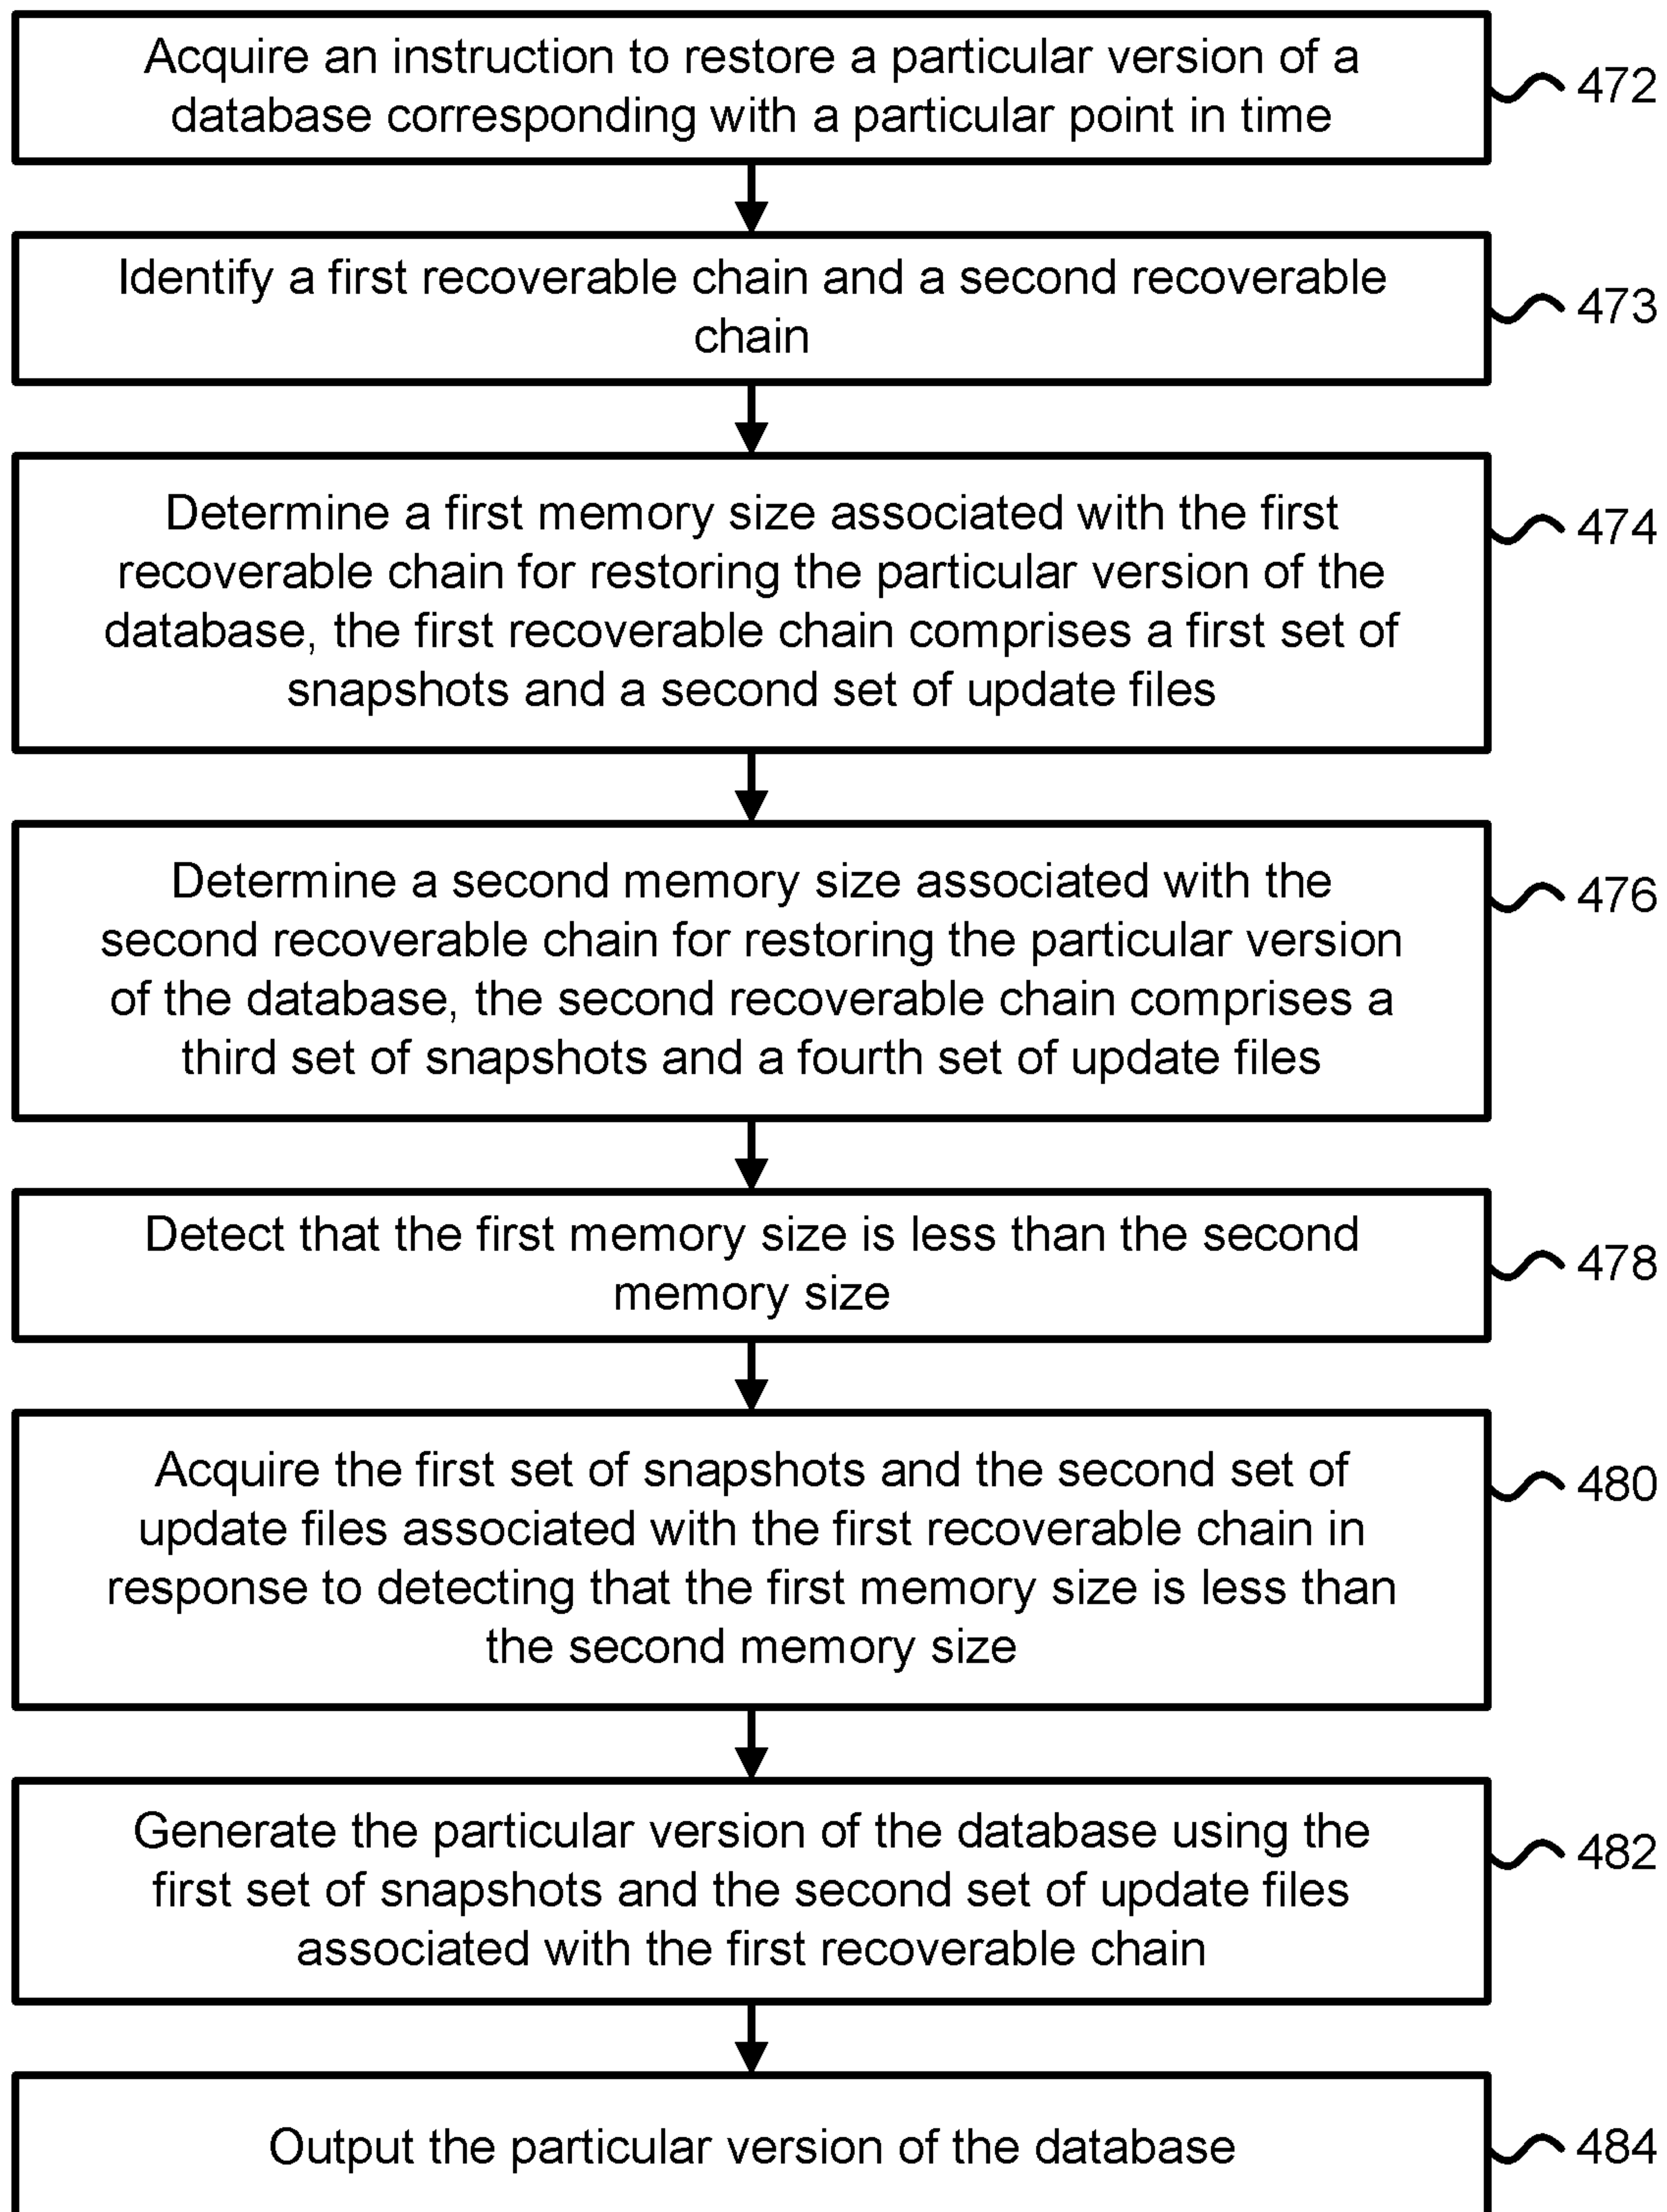 Acquire an instruction to restore a particular version of a
database corresponding with a particular point in time
472
Identify a first recoverable chain and a second recoverable
chain
473
Determine a first memory size associated with the first
recoverable chain for restoring the particular version of the
database, the first recoverable chain comprises a first set of
snapshots and a second set of update files
474
Determine a second memory size associated with the
second recoverable chain for restoring the particular version
of the database, the second recoverable chain comprises a
third set of snapshots and a fourth set of update files
476
Detect that the first memory size is less than the second
memory size
478
Acquire the first set of snapshots and the second set of
update files associated with the first recoverable chain in
response to detecting that the first memory size is less than
the second memory size
480
Generate the particular version of the database using the
first set of snapshots and the second set of update files
associated with the first recoverable chain
482
Output the particular version of the database
484